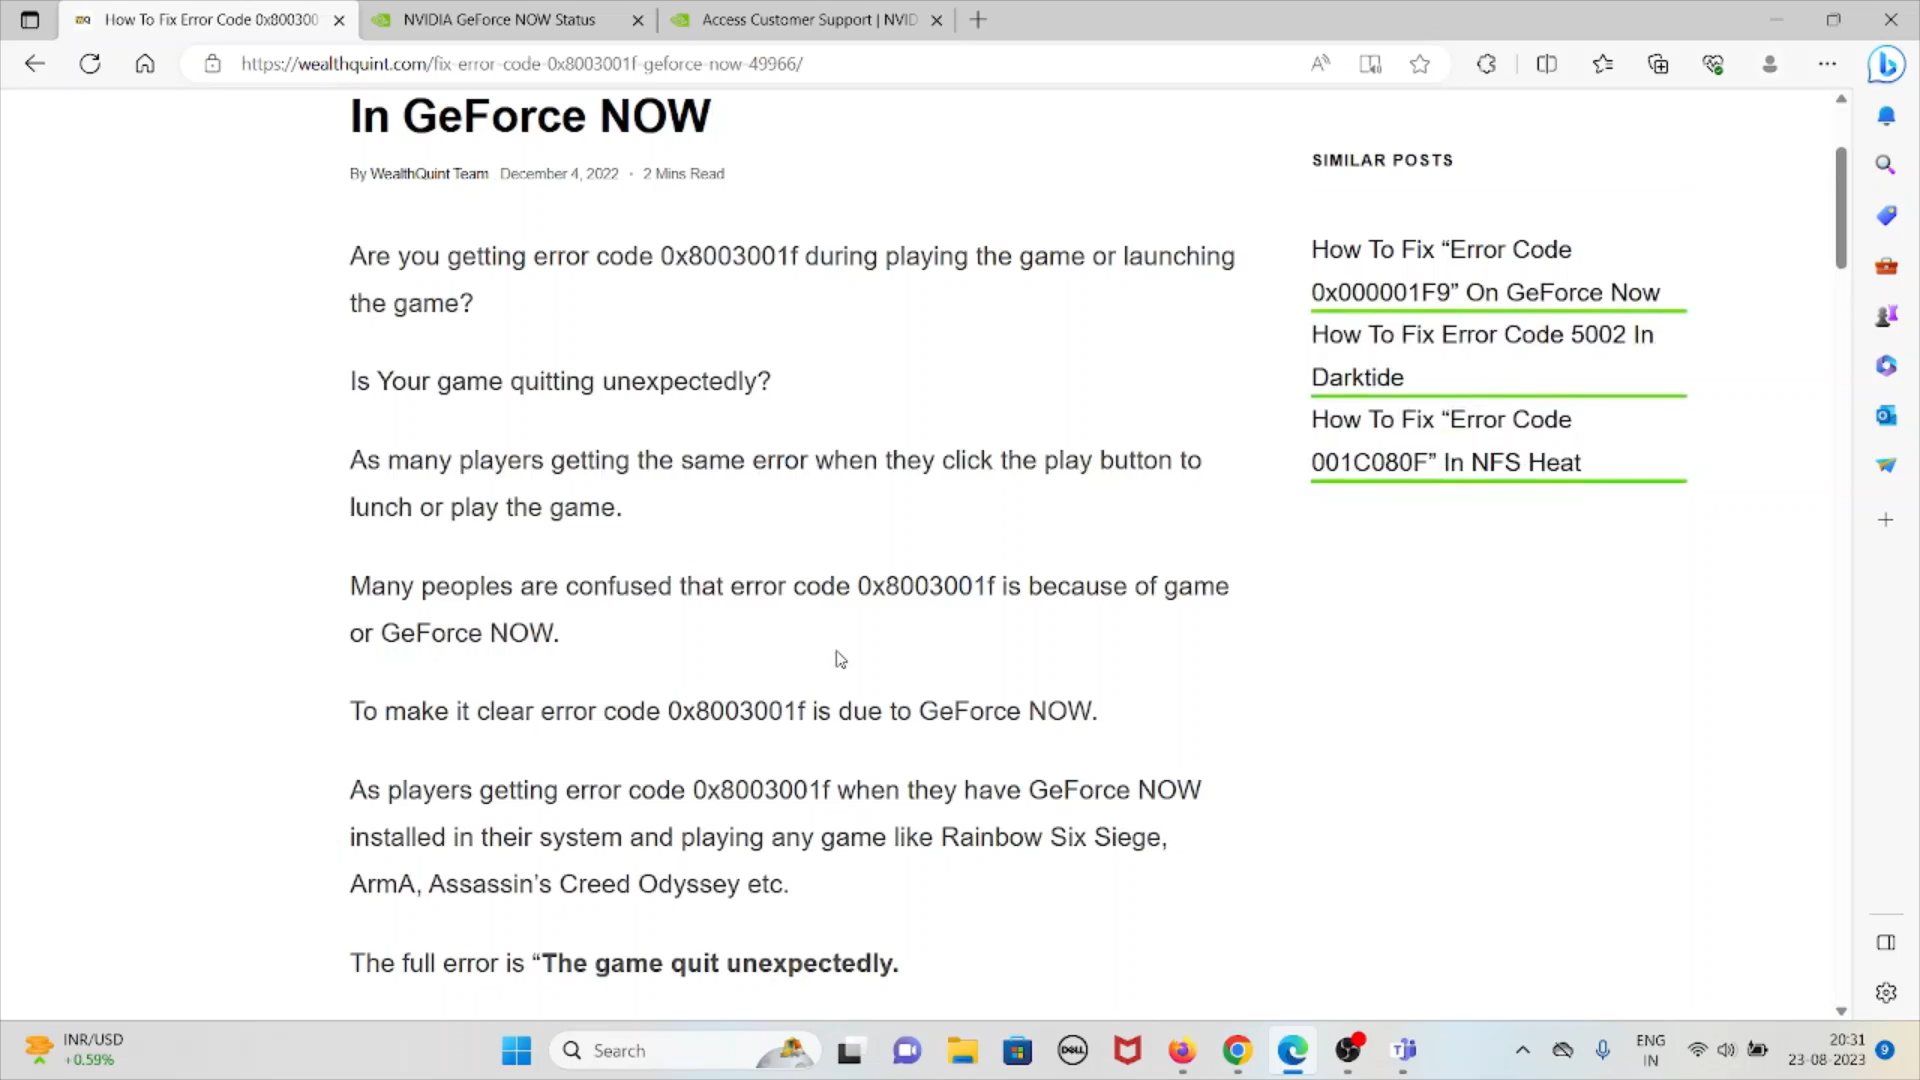 How To Fix Error Code 0x800300
NVIDIA GeForce NOW Status
Access Customer Support | NVID
https://wealthquint.com/fix-error-code-0x8003001f-geforce-now-49966/
In GeForce NOW
By WealthQuint Team December 4, 2022 · 2 Mins Read
Are you getting error code 0x8003001f during playing the game or launching
the game?
Is Your game quitting unexpectedly?
As many players getting the same error when they click the play button to
lunch or play the game.
Many peoples are confused that error code 0x8003001f is because of game
or GeForce NOW.
To make it clear error code 0x8003001f is due to GeForce NOW.
As players getting error code 0x8003001f when they have GeForce NOW
installed in their system and playing any game like Rainbow Six Siege,
ArmA, Assassin’s Creed Odyssey etc.
The full error is “The game quit unexpectedly.
SIMILAR POSTS
How To Fix “Error Code
0x000001F9” On GeForce Now
How To Fix Error Code 5002 In
Darktide
How To Fix “Error Code
001C080F” In NFS Heat
INR/USD
+0.59%
Search
DELL
ENG
IN
20:31
23-08-2023
9